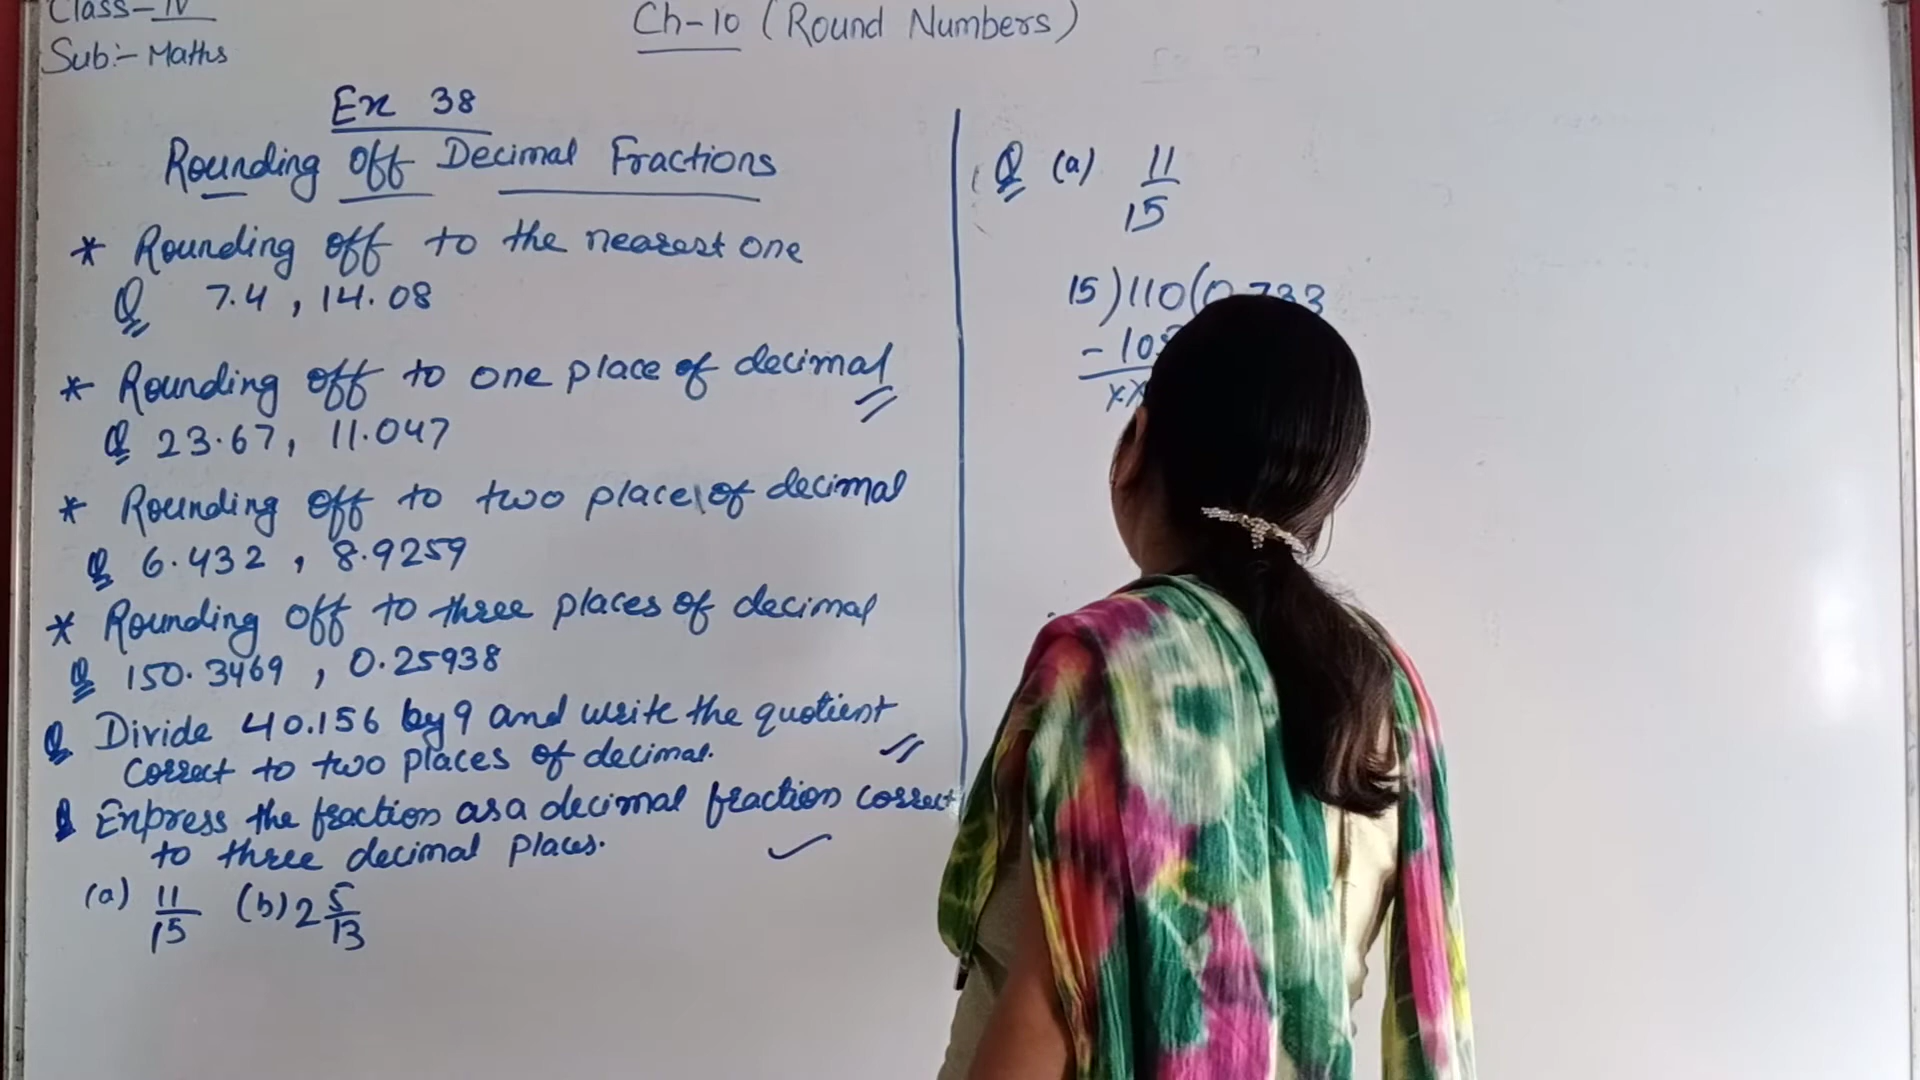 Class-IV
Sub:- Maths
Ch-10 (Round Numbers)
Ex 38
Rounding off Decimal Fractions
* Rounding off to the nearest one
Q 7.4, 14.08
* Rounding off to one place of decimal
Q 23.67, 11.047
* Rounding off to two place of decimal
Q 6.432, 8.9259
* Rounding off to three places of decimal
Q 150.3469, 0.25938
Q Divide 40.156 by 9 and write the quotient
correct to two places of decimal.
Q Express the fraction as a decimal fraction correct
to three decimal places.
(a) 11/15 (b) 2 5/13
Q (a) 11/15
15)110(0.733
- 105
xx